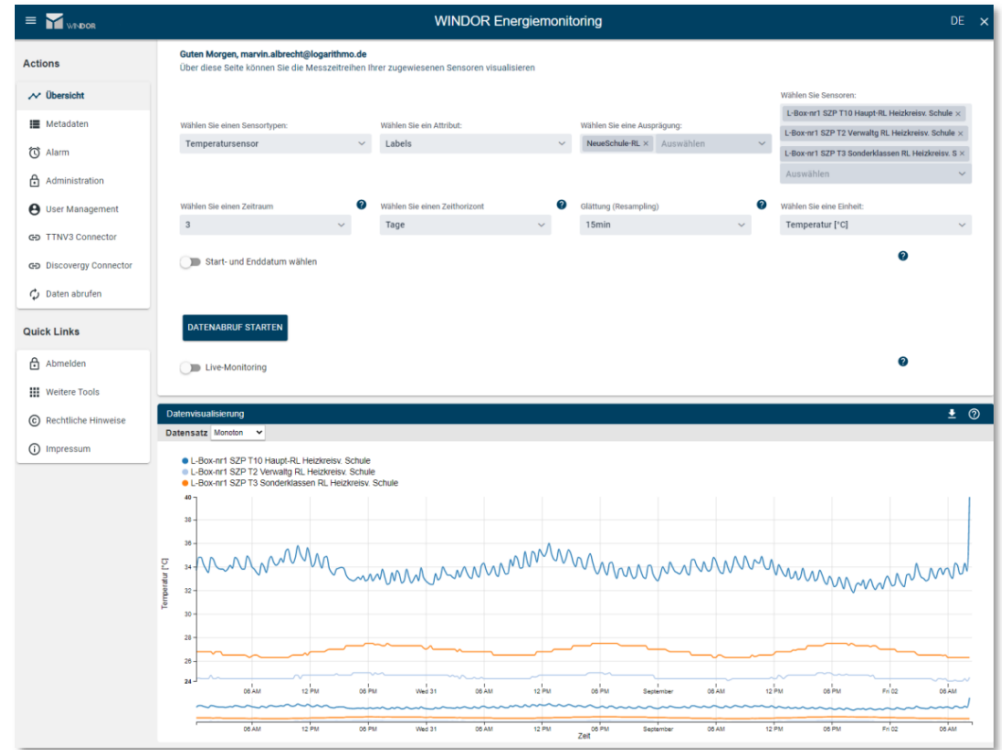 WINDOR
WINDOR Energiemonitoring
DE
Actions
Übersicht
Metadaten
Alarm
Administration
User Management
TTNV3 Connector
Discovergy Connector
Daten abrufen
Quick Links
Abmelden
Weitere Tools
Rechtliche Hinweise
Impressum
Guten Morgen, marvin.albrecht@logarithmo.de
Über diese Seite können Sie die Messzeitreihen Ihrer zugewiesenen Sensoren visualisieren
Wählen Sie einen Sensortypen:
Temperatursensor
Wählen Sie ein Attribut:
Labels
Wählen Sie eine Ausprägung:
NeueSchule-RL × Auswählen
Wählen Sie Sensoren:
L-Box-nr1 SZP T10 Haupt-RL Heizkreisv. Schule ×
L-Box-nr1 SZP T2 Verwaltg RL Heizkreisv. Schule ×
L-Box-nr1 SZP T3 Sonderklassen RL Heizkreisv. S ×
Auswählen
Wählen Sie einen Zeitraum
3
Wählen Sie einen Zeithorizont
Tage
Glättung (Resampling)
15min
Wählen Sie eine Einheit:
Temperatur [°C]
Start- und Enddatum wählen
DATENABRUF STARTEN
Live-Monitoring
Datenvisualisierung
Datensatz Monoton
L-Box-nr1 SZP T10 Haupt-RL Heizkreisv. Schule
L-Box-nr1 SZP T2 Verwaltg RL Heizkreisv. Schule
L-Box-nr1 SZP T3 Sonderklassen RL Heizkreisv. Schule
Temperatur [°C]
40
38
36
34
32
30
28
26
24
06 AM 12 PM 06 PM Wed 31 06 AM 12 PM 06 PM September 06 AM 12 PM 06 PM Fri 02 06 AM
06 AM 12 PM 06 PM Wed 31 06 AM 12 PM 06 PM September 06 AM 12 PM 06 PM Fri 02 06 AM
Zeit